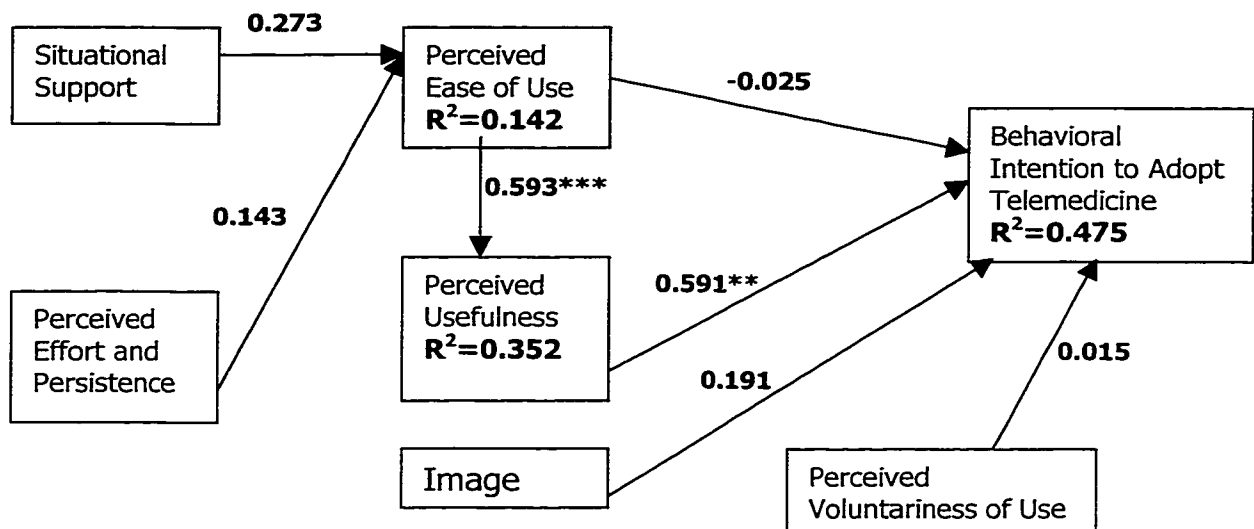 0.273
Situational
Support
Perceived
Ease of Use
R²=0.142
-0.025
Behavioral
Intention to Adopt
Telemedicine
R²=0.475
0.593***
0.143
Perceived
Usefulness
R²=0.352
0.591**
Perceived
Effort and
Persistence
0.191
0.015
Image
Perceived
Voluntariness of Use